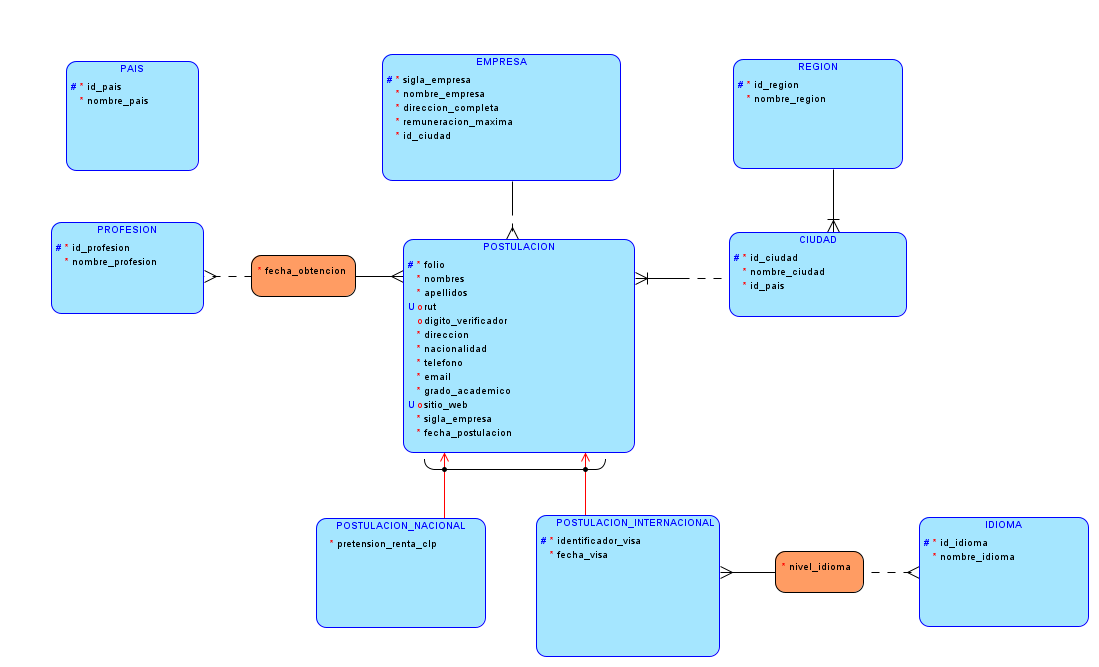 PAIS
# * id_pais
* nombre_pais
EMPRESA
# * sigla_empresa
* nombre_empresa
* direccion_completa
* remuneracion_maxima
* id_ciudad
REGION
# * id_region
* nombre_region
PROFESION
# * id_profesion
* nombre_profesion
* fecha_obtencion
POSTULACION
# * folio
* nombres
* apellidos
U o rut
o digito_verificador
* direccion
* nacionalidad
* telefono
* email
* grado_academico
U o sitio_web
* sigla_empresa
* fecha_postulacion
CIUDAD
# * id_ciudad
* nombre_ciudad
* id_pais
POSTULACION_NACIONAL
* pretension_renta_clp
POSTULACION_INTERNACIONAL
# * identificador_visa
* fecha_visa
* nivel_idioma
IDIOMA
# * id_idioma
* nombre_idioma